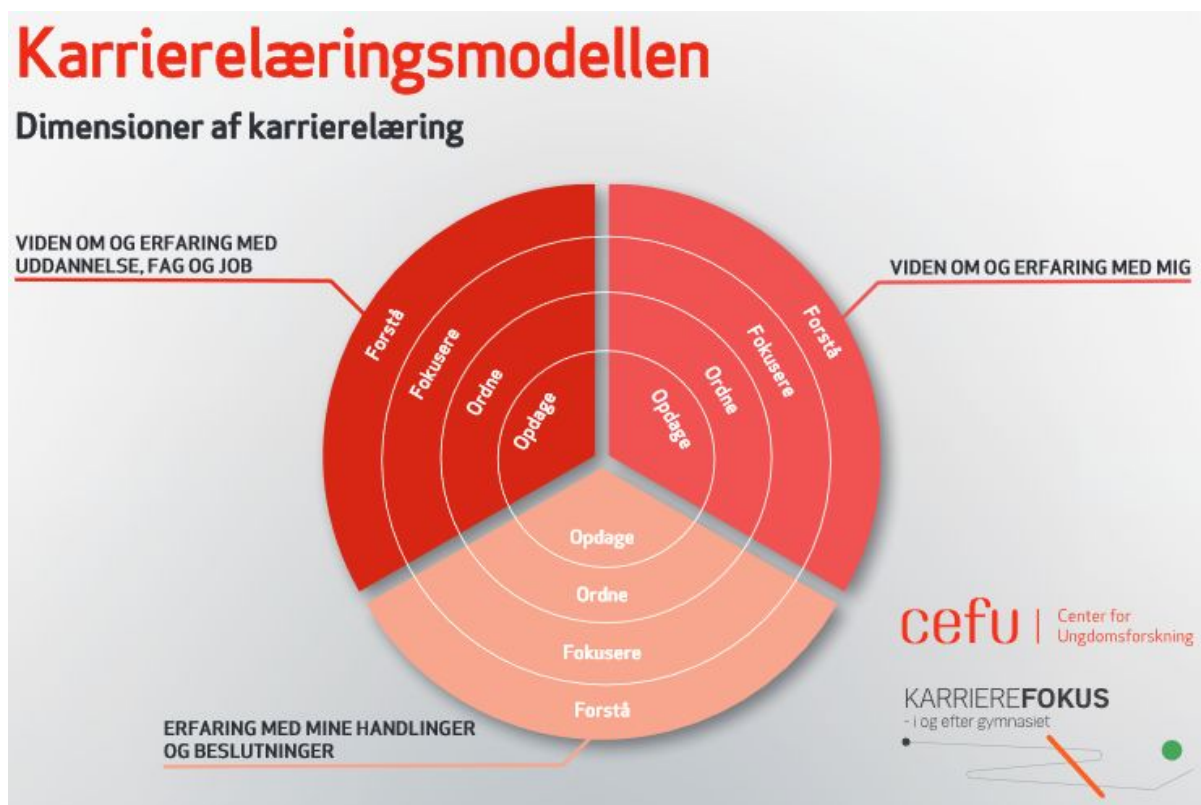 Karrierelæringsmodellen
Dimensioner af karrierelæring
VIDEN OM OG ERFARING MED
UDDANNELSE, FAG OG JOB
VIDEN OM OG ERFARING MED MIG
Forstå
Fokusere
Ordne
Opdage
Forstå
Fokusere
Ordne
Opdage
Opdage
Ordne
Fokusere
Forstå
ERFARING MED MINE HANDLINGER
OG BESLUTNINGER
cefu | Center for
Ungdomsforskning
KARRIEREFOKUS
- i og efter gymnasiet